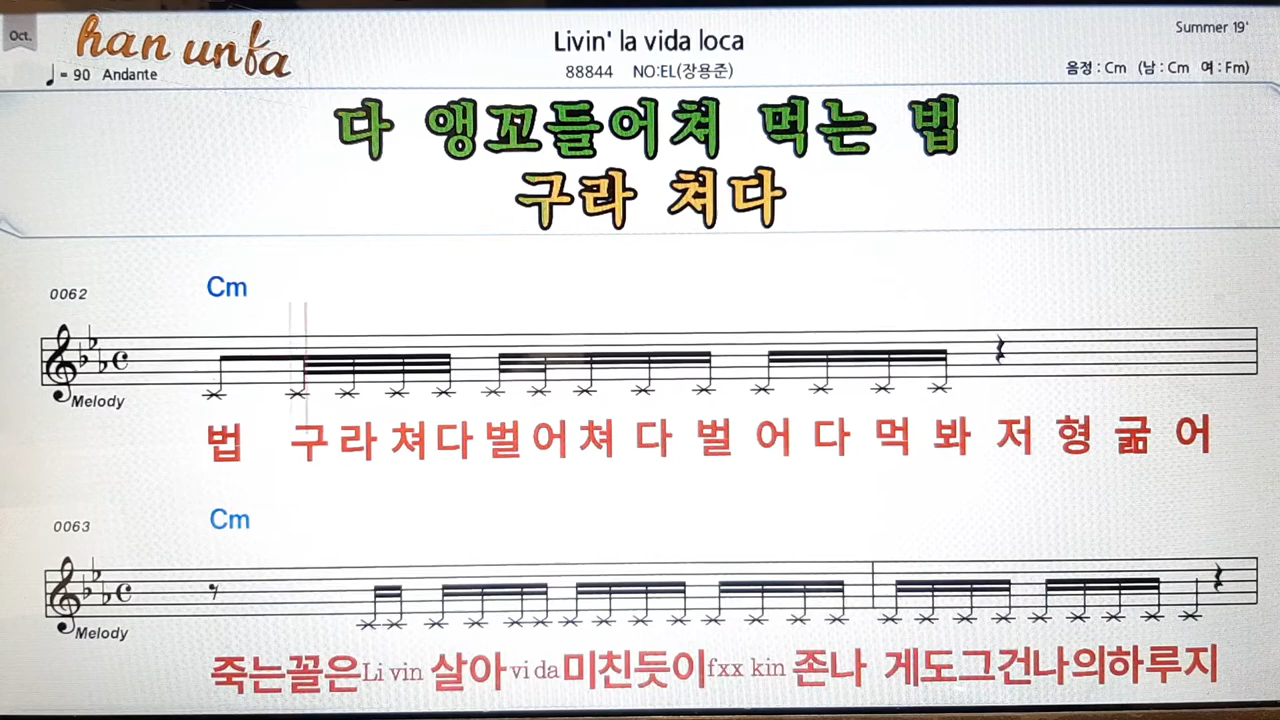 Oct.
han unfa
Livin' la vida loca
Summer 19'
♩= 90 Andante
88844 NO:EL(장용준)
음정 : Cm (남 : Cm 여 : Fm)
다 앵꼬들어쳐 먹는 법
구라 쳐다
0062
Cm
Melody
법 구라쳐다벌어쳐 다 벌 어 다 먹 봐 저 형 굶 어
0063
Cm
Melody
죽는꼴은Li vin 살아vi da미친듯이fxx kin 존나 게도그건나의하루지